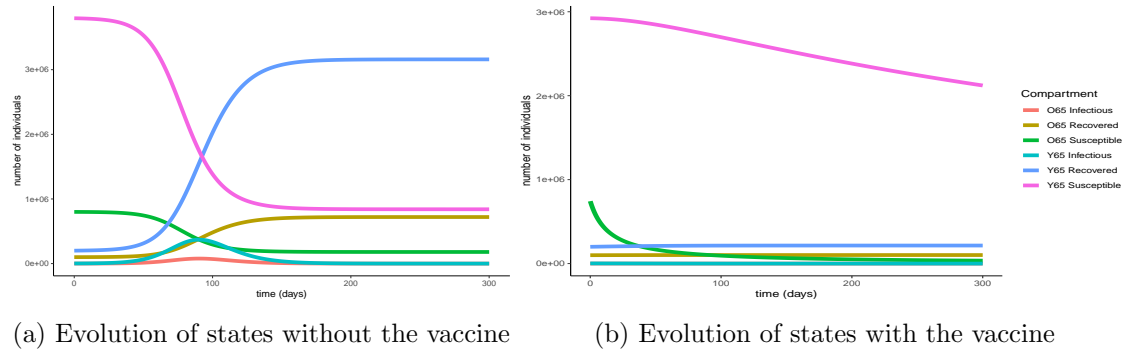 number of individuals
3e+06
2e+06
1e+06
0e+00
0
100
200
300
time (days)
(a) Evolution of states without the vaccine
number of individuals
3e+06
2e+06
1e+06
0e+00
0
100
200
300
time (days)
(b) Evolution of states with the vaccine
Compartment
O65 Infectious
O65 Recovered
O65 Susceptible
Y65 Infectious
Y65 Recovered
Y65 Susceptible